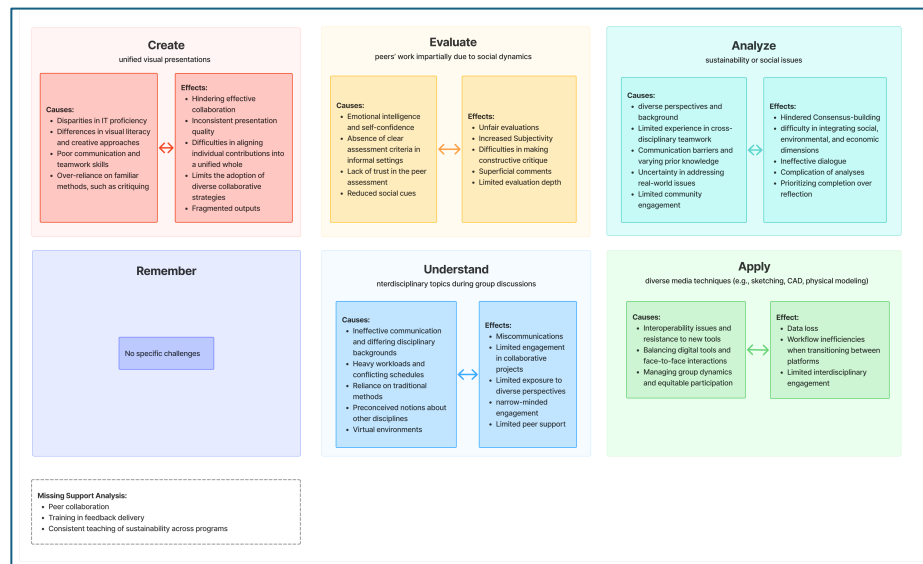 Create
unified visual presentations
Causes:
• Disparities in IT proficiency
• Differences in visual literacy
and creative approaches
• Poor communication and
teamwork skills
• Over-reliance on familiar
methods, such as critiquing
Effects:
• Hindering effective
collaboration
• Inconsistent presentation
quality
• Difficulties in aligning
individual contributions into
a unified whole
• Limits the adoption of
diverse collaborative
strategies
• Fragmented outputs
Evaluate
peers' work impartially due to social dynamics
Causes:
• Emotional intelligence
and self-confidence
• Absence of clear
assessment criteria in
informal settings
• Lack of trust in the peer
assessment
• Reduced social cues
Effects:
• Unfair evaluations
• Increased Subjectivity
• Difficulties in making
constructive critique
• Superficial comments
• Limited evaluation depth
Analyze
sustainability or social issues
Causes:
• diverse perspectives and
background
• Limited experience in cross-
disciplinary teamwork
• Communication barriers and
varying prior knowledge
• Uncertainty in addressing
real-world issues
• Limited community
engagement
Effects:
• Hindered Consensus-building
• difficulty in integrating social,
environmental, and economic
dimensions
• Ineffective dialogue
• Complication of analyses
• Prioritizing completion over
reflection
Remember
No specific challenges
Understand
nterdisciplinary topics during group discussions
Causes:
• Ineffective communication
and differing disciplinary
backgrounds
• Heavy workloads and
conflicting schedules
• Reliance on traditional
methods
• Preconceived notions about
other disciplines
• Virtual environments
Effects:
• Miscommunications
• Limited engagement
in collaborative
projects
• Limited exposure to
diverse perspectives
• narrow-minded
engagement
• Limited peer support
Apply
diverse media techniques (e.g., sketching, CAD, physical modeling)
Causes:
• Interoperability issues and
resistance to new tools
• Balancing digital tools and
face-to-face interactions
• Managing group dynamics
and equitable participation
Effect:
• Data loss
• Workflow inefficiencies
when transitioning between
platforms
• Limited interdisciplinary
engagement
Missing Support Analysis:
• Peer collaboration
• Training in feedback delivery
• Consistent teaching of sustainability across programs